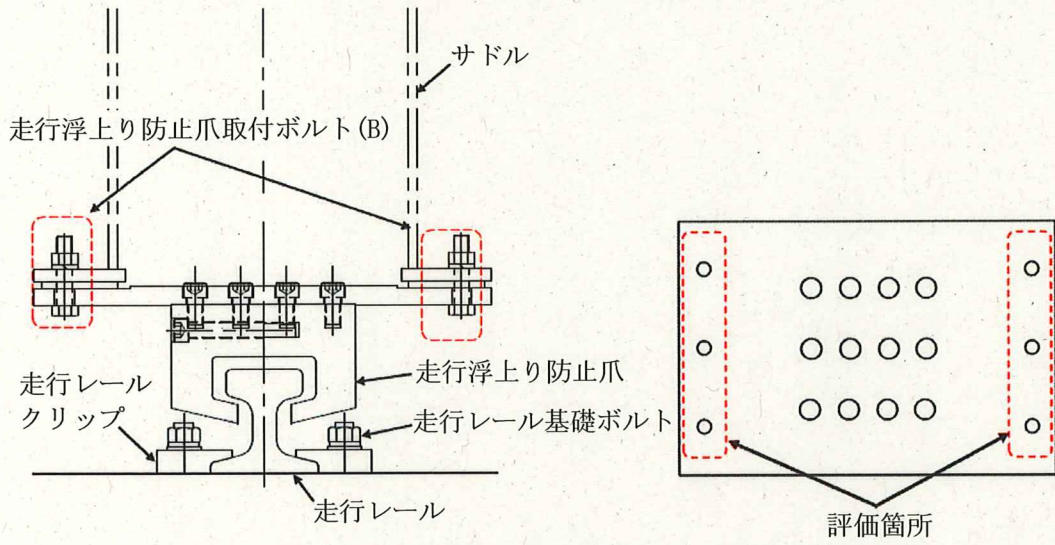 サドル
走行浮上り防止爪取付ボルト(B)
走行浮上り防止爪
走行レール
クリップ
走行レール基礎ボルト
走行レール
評価箇所